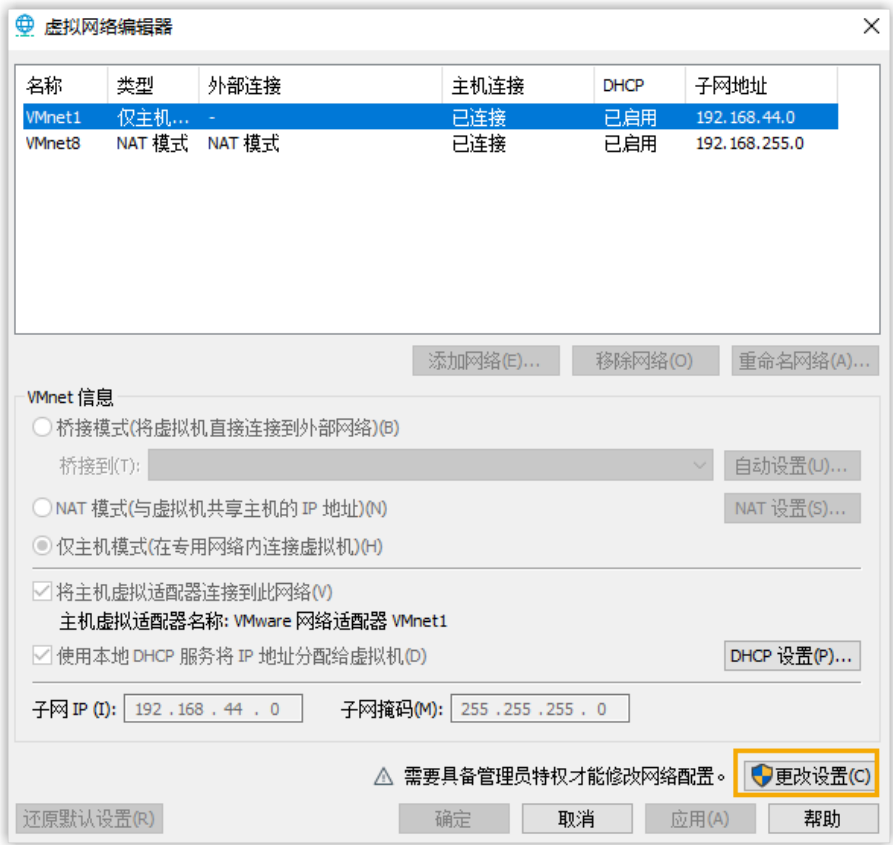 虚拟网络编辑器
名称 类型 外部连接 主机连接 DHCP 子网地址
VMnet1 仅主机... - 已连接 已启用 192.168.44.0
VMnet8 NAT 模式 NAT 模式 已连接 已启用 192.168.255.0
添加网络(E)... 移除网络(O) 重命名网络(A)...
VMnet 信息
桥接模式(将虚拟机直接连接到外部网络)(B)
桥接到(T): 自动设置(U)...
NAT 模式(与虚拟机共享主机的 IP 地址)(N) NAT 设置(S)...
仅主机模式(在专用网络内连接虚拟机)(H)
将主机虚拟适配器连接到此网络(V)
主机虚拟适配器名称: VMware 网络适配器 VMnet1
使用本地 DHCP 服务将 IP 地址分配给虚拟机(D) DHCP 设置(P)...
子网 IP (I): 192 . 168 . 44 . 0 子网掩码(M): 255 . 255 . 255 . 0
需要具备管理员特权才能修改网络配置。 更改设置(C)
还原默认设置(R) 确定 取消 应用(A) 帮助